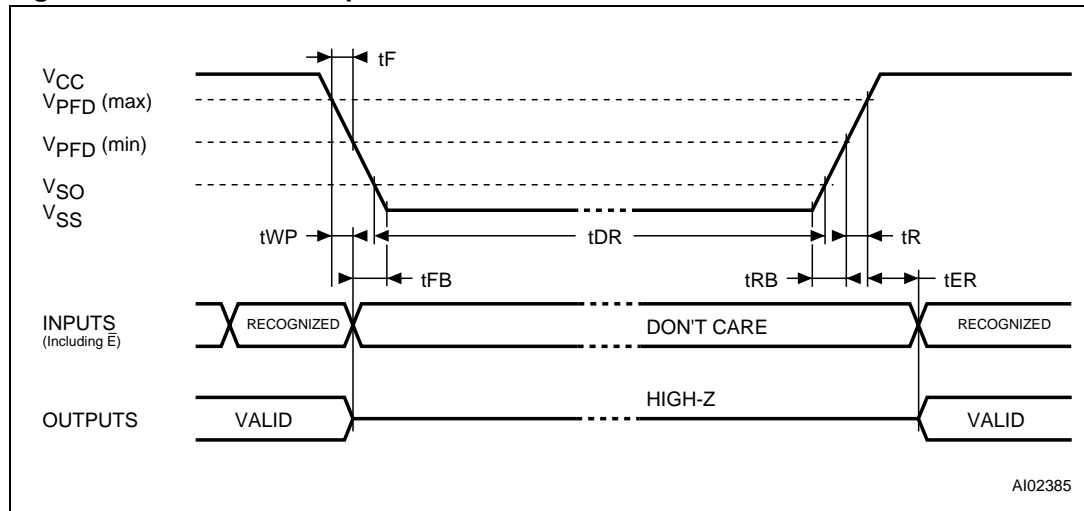 tF
VCC
VPFD (max)
VPFD (min)
VSO
VSS
tWP
tDR
tR
tFB
tRB
tER
INPUTS
(Including E̅)
RECOGNIZED
DON'T CARE
RECOGNIZED
HIGH-Z
OUTPUTS
VALID
VALID
AI02385